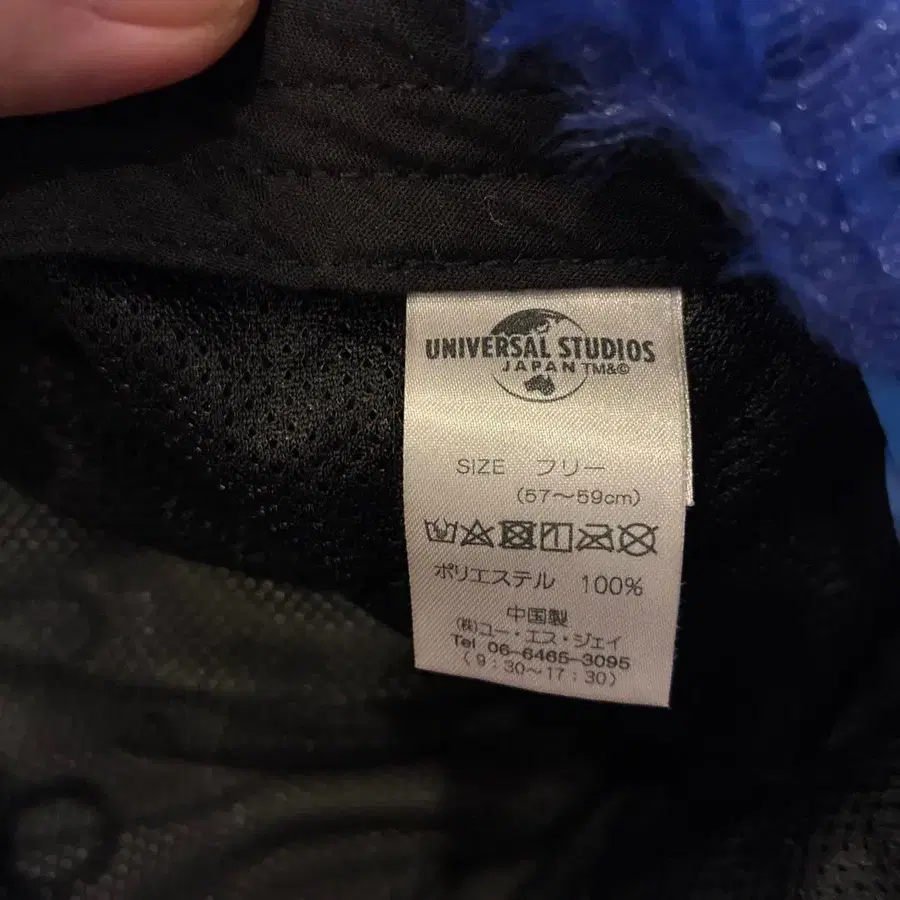 UNIVERSAL STUDIOS
JAPAN TM&©
SIZE フリー
(57～59cm)
ポリエステル 100%
中国製
(株)ユー・エス・ジェイ
Tel 06-6465-3095
(9:30～17:30)